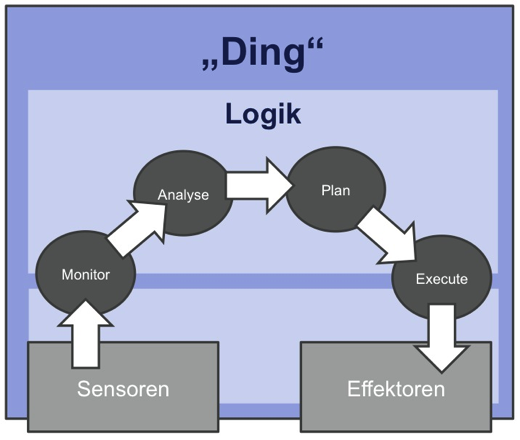 „Ding“
Logik
Analyse
Plan
Monitor
Execute
Sensoren
Effektoren